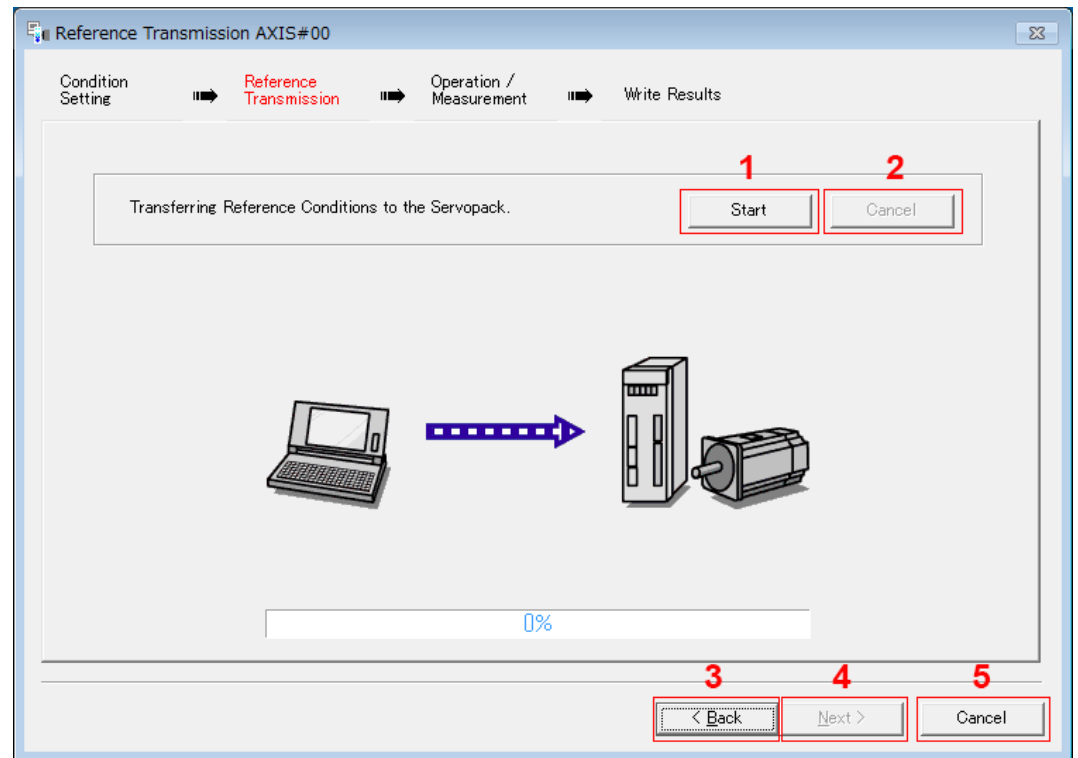 Reference Transmission AXIS#00
Condition
Setting
Reference
Transmission
Operation /
Measurement
Write Results
1
2
Transferring Reference Conditions to the Servopack.
Start
Cancel
0%
3
4
5
< Back
Next >
Cancel